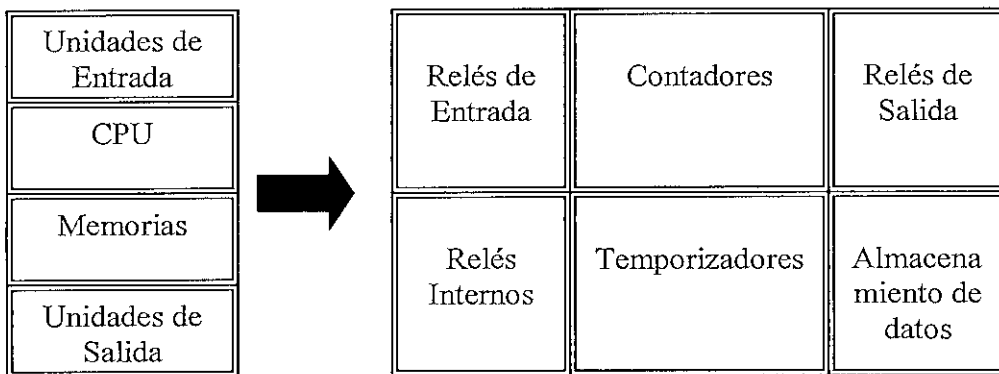 Unidades de
Entrada
CPU
Memorias
Unidades de
Salida
Relés de
Entrada
Contadores
Relés de
Salida
Relés
Internos
Temporizadores
Almacena
miento de
datos